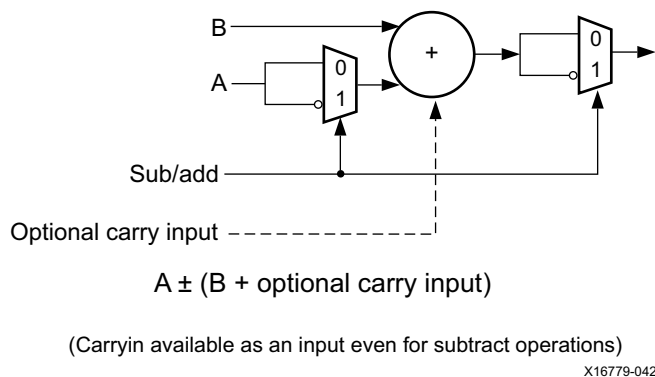 B
A
0
1
+
0
1
Sub/add
Optional carry input
A ± (B + optional carry input)
(Carryin available as an input even for subtract operations)
X16779-042